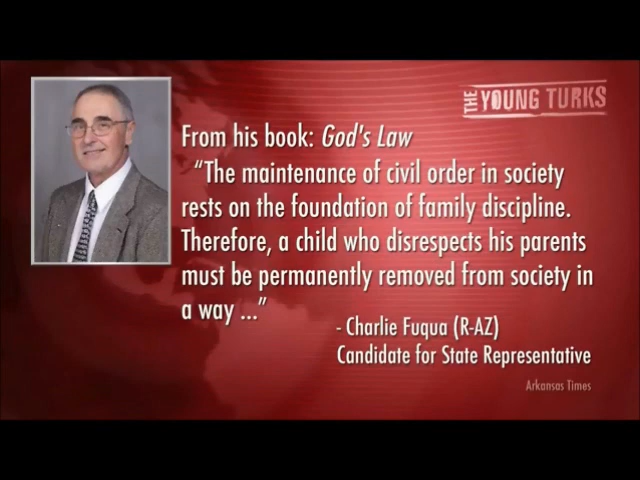 THE YOUNG TURKS
From his book: God's Law
“The maintenance of civil order in society
rests on the foundation of family discipline.
Therefore, a child who disrespects his parents
must be permanently removed from society in
a way ...”
- Charlie Fuqua (R-AZ)
Candidate for State Representative
Arkansas Times